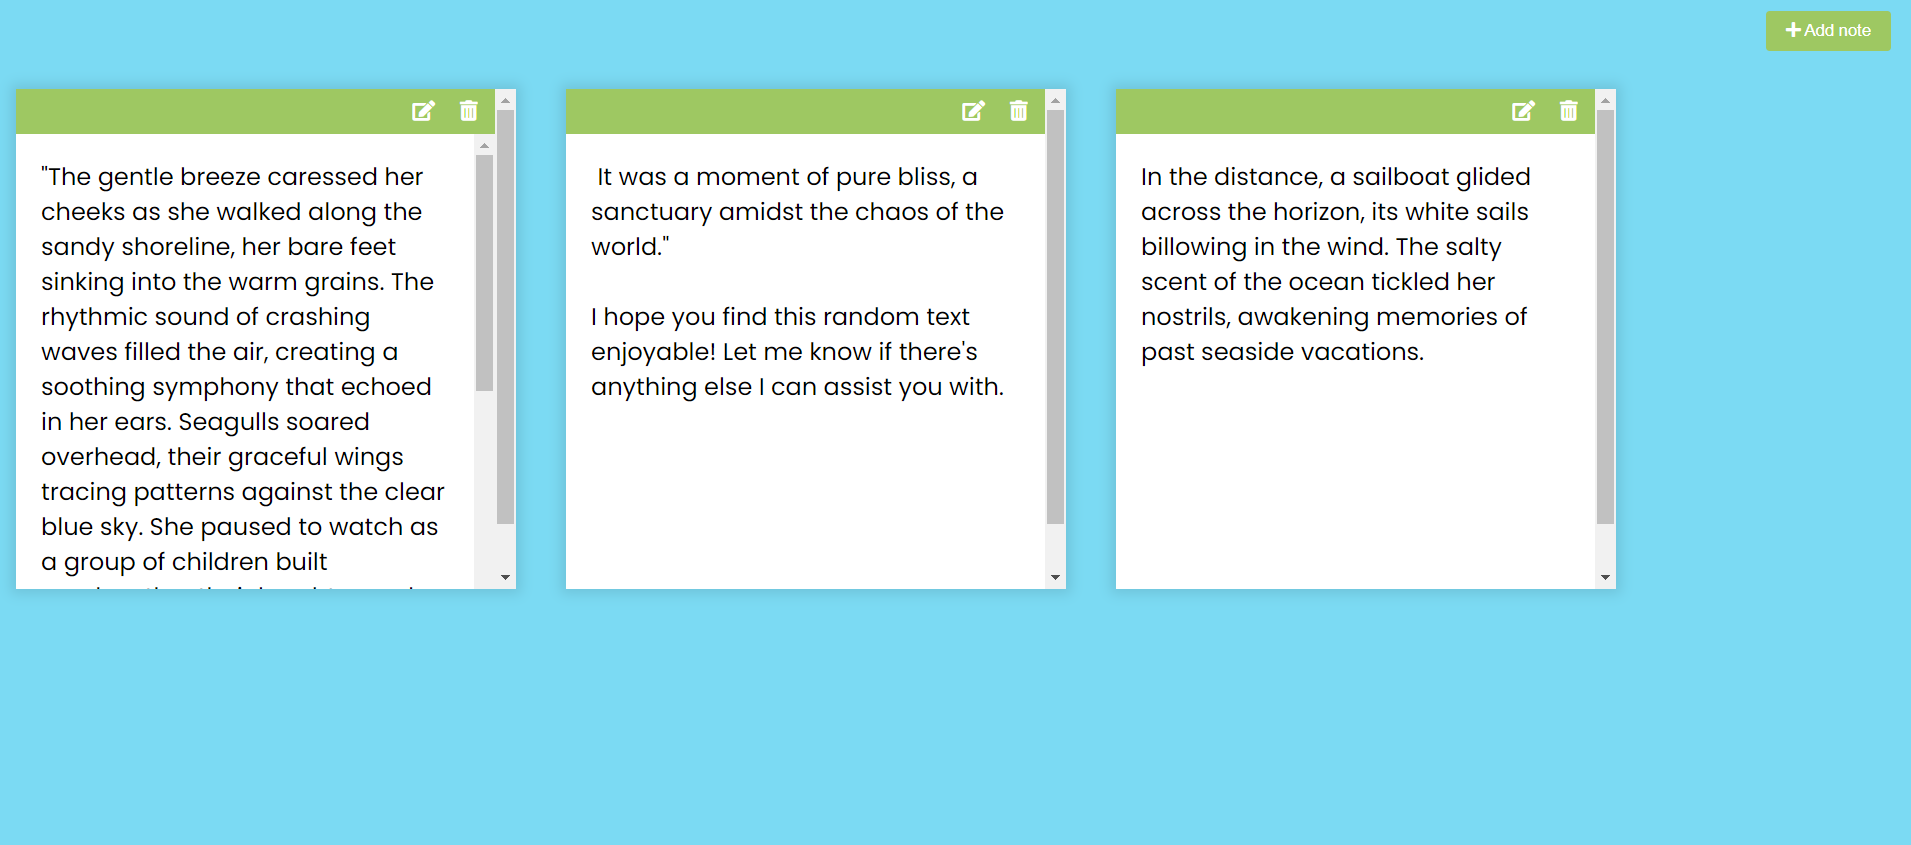 Add note
"The gentle breeze caressed her
cheeks as she walked along the
sandy shoreline, her bare feet
sinking into the warm grains. The
rhythmic sound of crashing
waves filled the air, creating a
soothing symphony that echoed
in her ears. Seagulls soared
overhead, their graceful wings
tracing patterns against the clear
blue sky. She paused to watch as
a group of children built
It was a moment of pure bliss, a
sanctuary amidst the chaos of the
world."
I hope you find this random text
enjoyable! Let me know if there's
anything else I can assist you with.
In the distance, a sailboat glided
across the horizon, its white sails
billowing in the wind. The salty
scent of the ocean tickled her
nostrils, awakening memories of
past seaside vacations.